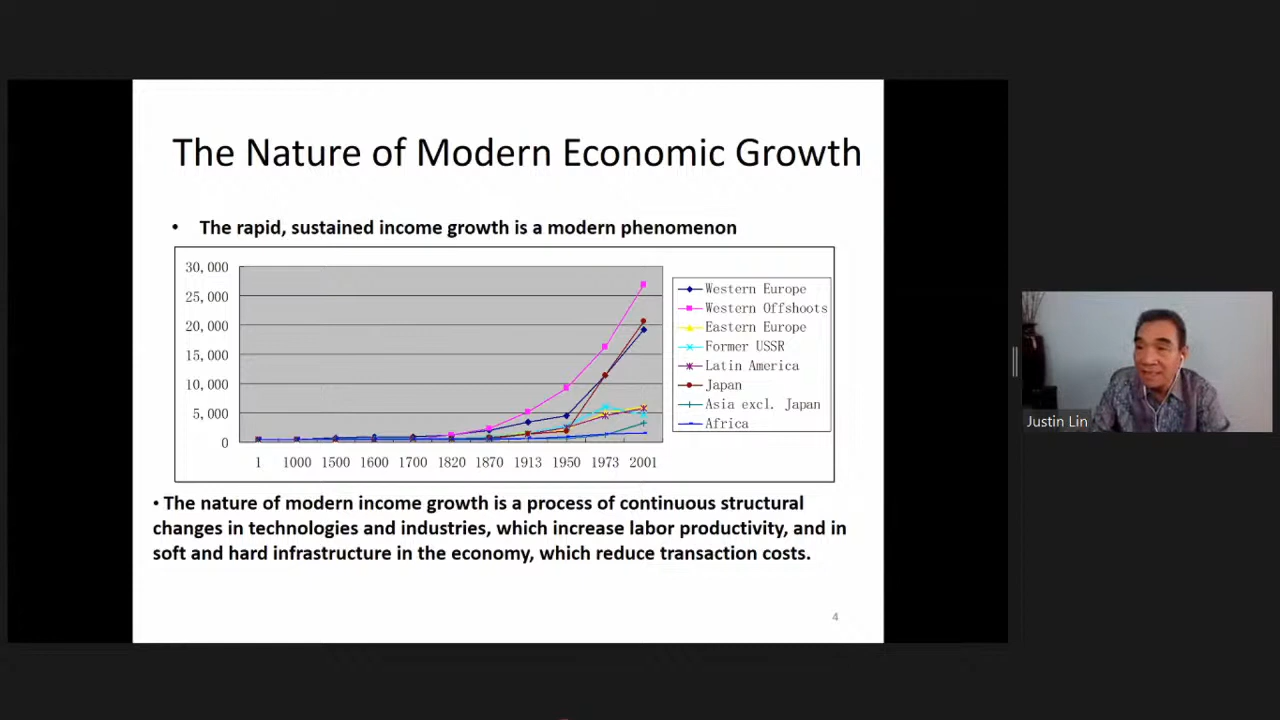 The Nature of Modern Economic Growth
• The rapid, sustained income growth is a modern phenomenon
30,000
25,000
20,000
15,000
10,000
5,000
0
1 1000 1500 1600 1700 1820 1870 1913 1950 1973 2001
Western Europe
Western Offshoots
Eastern Europe
Former USSR
Latin America
Japan
Asia excl. Japan
Africa
• The nature of modern income growth is a process of continuous structural
changes in technologies and industries, which increase labor productivity, and in
soft and hard infrastructure in the economy, which reduce transaction costs.
4
Justin Lin